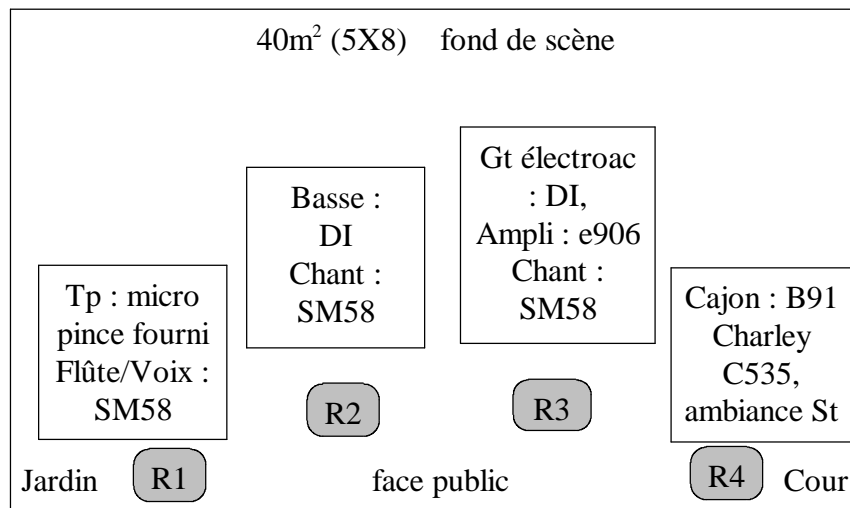 40m² (5X8) fond de scène
Gt électroac
: DI,
Ampli : e906
Chant :
SM58
Basse :
DI
Chant :
SM58
Tp : micro
pince fourni
Flûte/Voix :
SM58
Cajon : B91
Charley
C535,
ambiance St
R2
R3
Jardin
R1
face public
R4
Cour